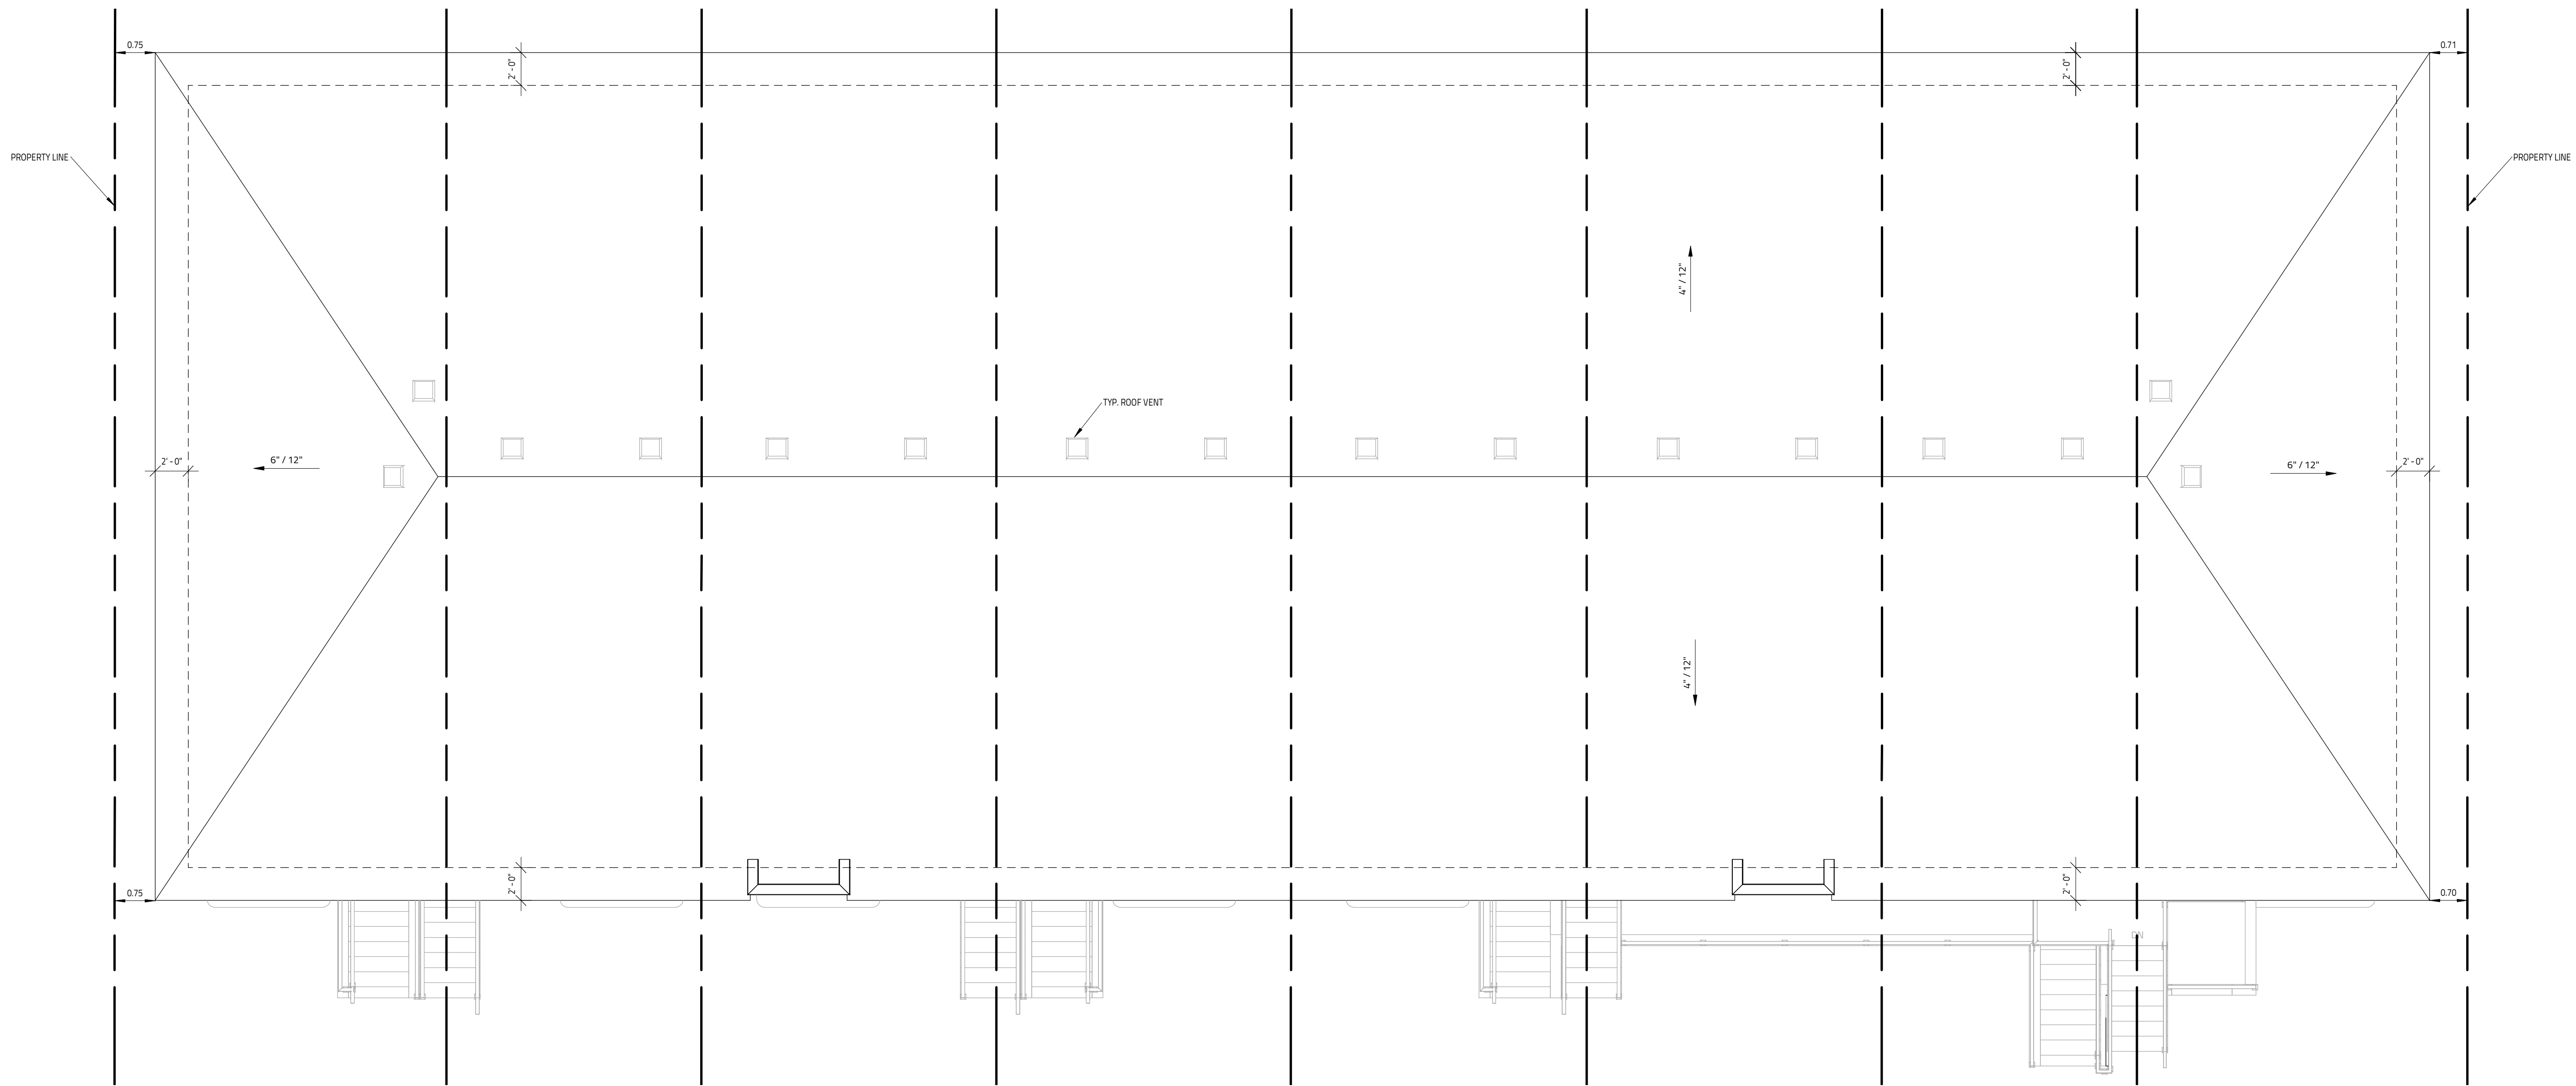 0.75
2' - 0"
2' - 0"
0.71
PROPERTY LINE
PROPERTY LINE
4" / 12"
TYP. ROOF VENT
2' - 0"
6" / 12"
6" / 12"
2' - 0"
4" / 12"
0.75
2' - 0"
2' - 0"
0.70
DN